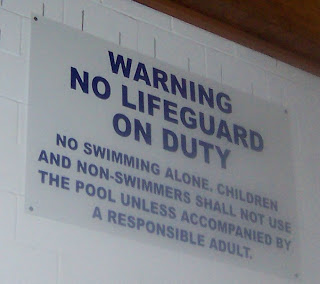 WARNING
NO LIFEGUARD
ON DUTY
NO SWIMMING ALONE. CHILDREN
AND NON-SWIMMERS SHALL NOT USE
THE POOL UNLESS ACCOMPANIED BY
A RESPONSIBLE ADULT.